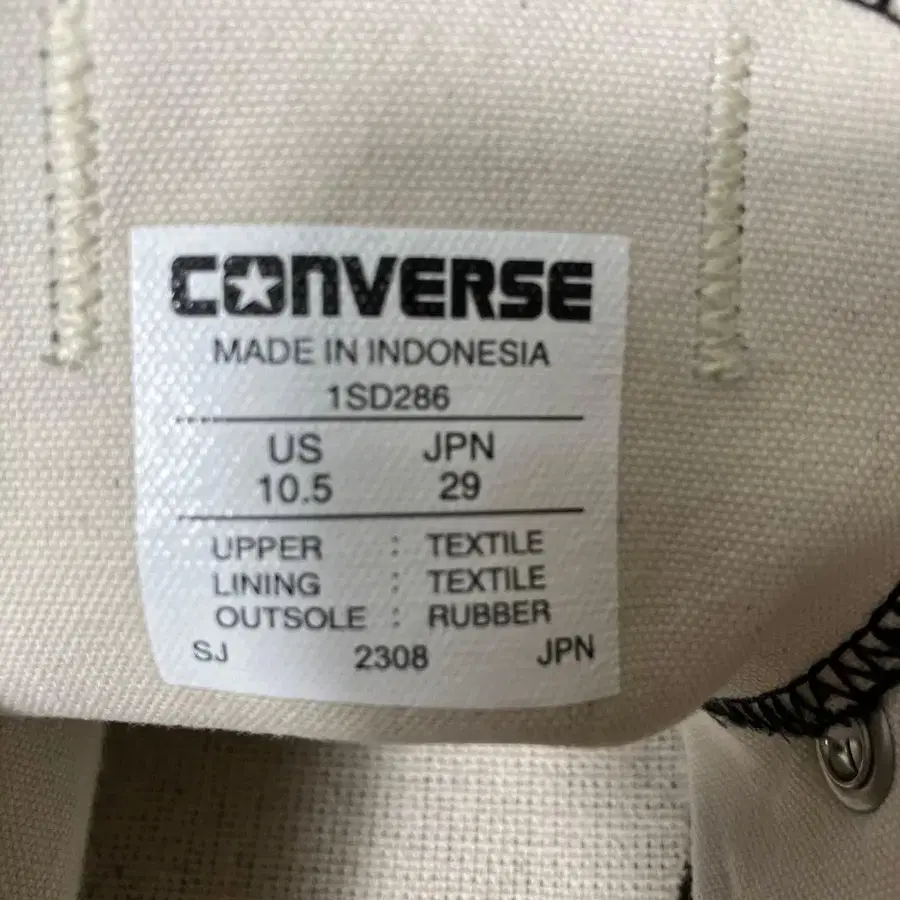 CONVERSE
MADE IN INDONESIA
1SD286
US JPN
10.5 29
UPPER : TEXTILE
LINING : TEXTILE
OUTSOLE : RUBBER
SJ 2308 JPN